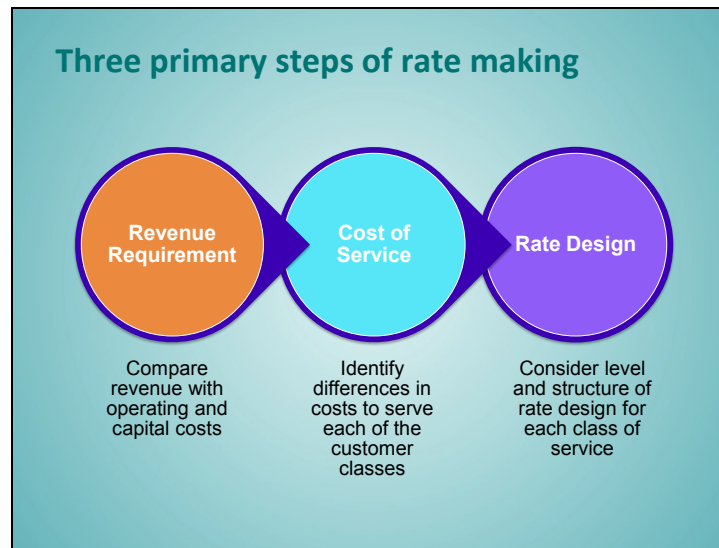 Three primary steps of rate making
Revenue
Requirement
Cost of
Service
Rate Design
Compare
revenue with
operating and
capital costs
Identify
differences in
costs to serve
each of the
customer
classes
Consider level
and structure of
rate design for
each class of
service